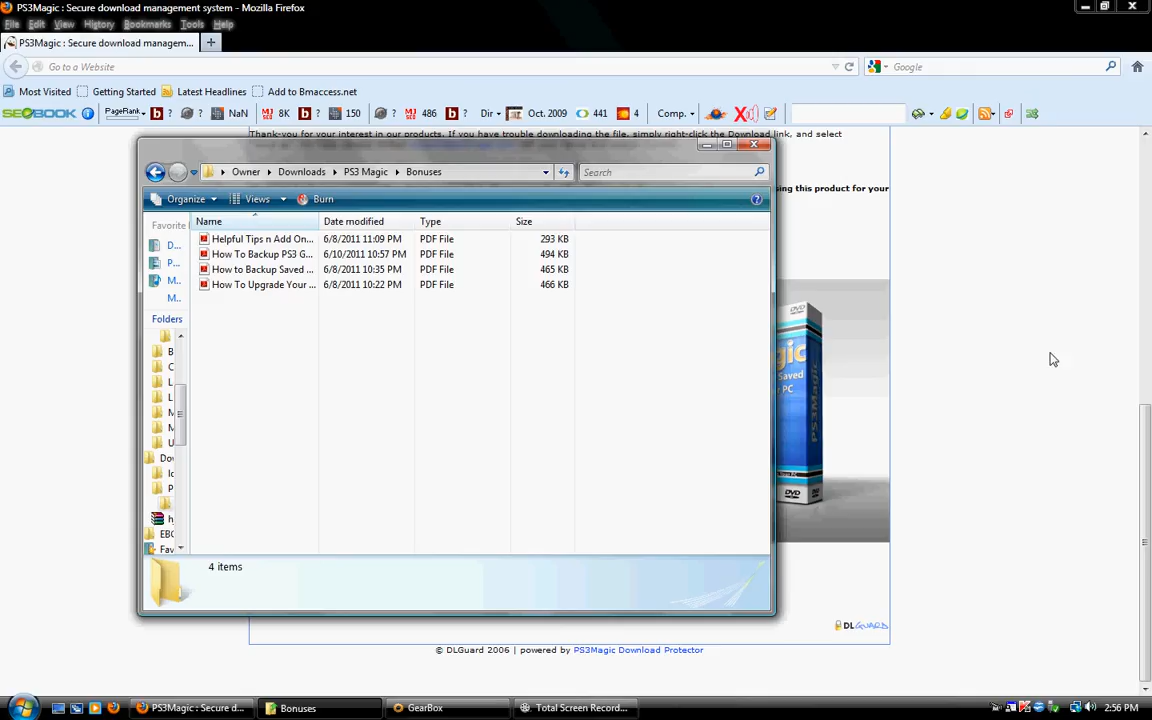 PS3Magic : Secure download management system - Mozilla Firefox
File Edit View History Bookmarks Tools Help
PS3Magic : Secure download managem...
Go to a Website
Google
Most Visited Getting Started Latest Headlines Add to Bmaccess.net
SEOBOOK PageRank ? NaN 8K ? 150 ? 486 ? Dir Oct. 2009 441 4 Comp.
Thank-you for your interest in our products. If you have trouble downloading the file, simply right-click the Download link, and select
sing this product for your
Owner Downloads PS3 Magic Bonuses
Search
Organize Views Burn
Favorite
Name Date modified Type Size
D...
P...
M...
M...
Helpful Tips n Add On... 6/8/2011 11:09 PM PDF File 293 KB
How To Backup PS3 G... 6/10/2011 10:57 PM PDF File 494 KB
How to Backup Saved ... 6/8/2011 10:35 PM PDF File 465 KB
How To Upgrade Your ... 6/8/2011 10:22 PM PDF File 466 KB
Folders
B
C
L
L
M
M
U
Dov
P
EBC
Fav
gic
Saved
PC
PS3Magic
DVD
4 items
DLGUARD
© DLGuard 2006 | powered by PS3Magic Download Protector
PS3Magic : Secure d... Bonuses GearBox Total Screen Record... 2:56 PM